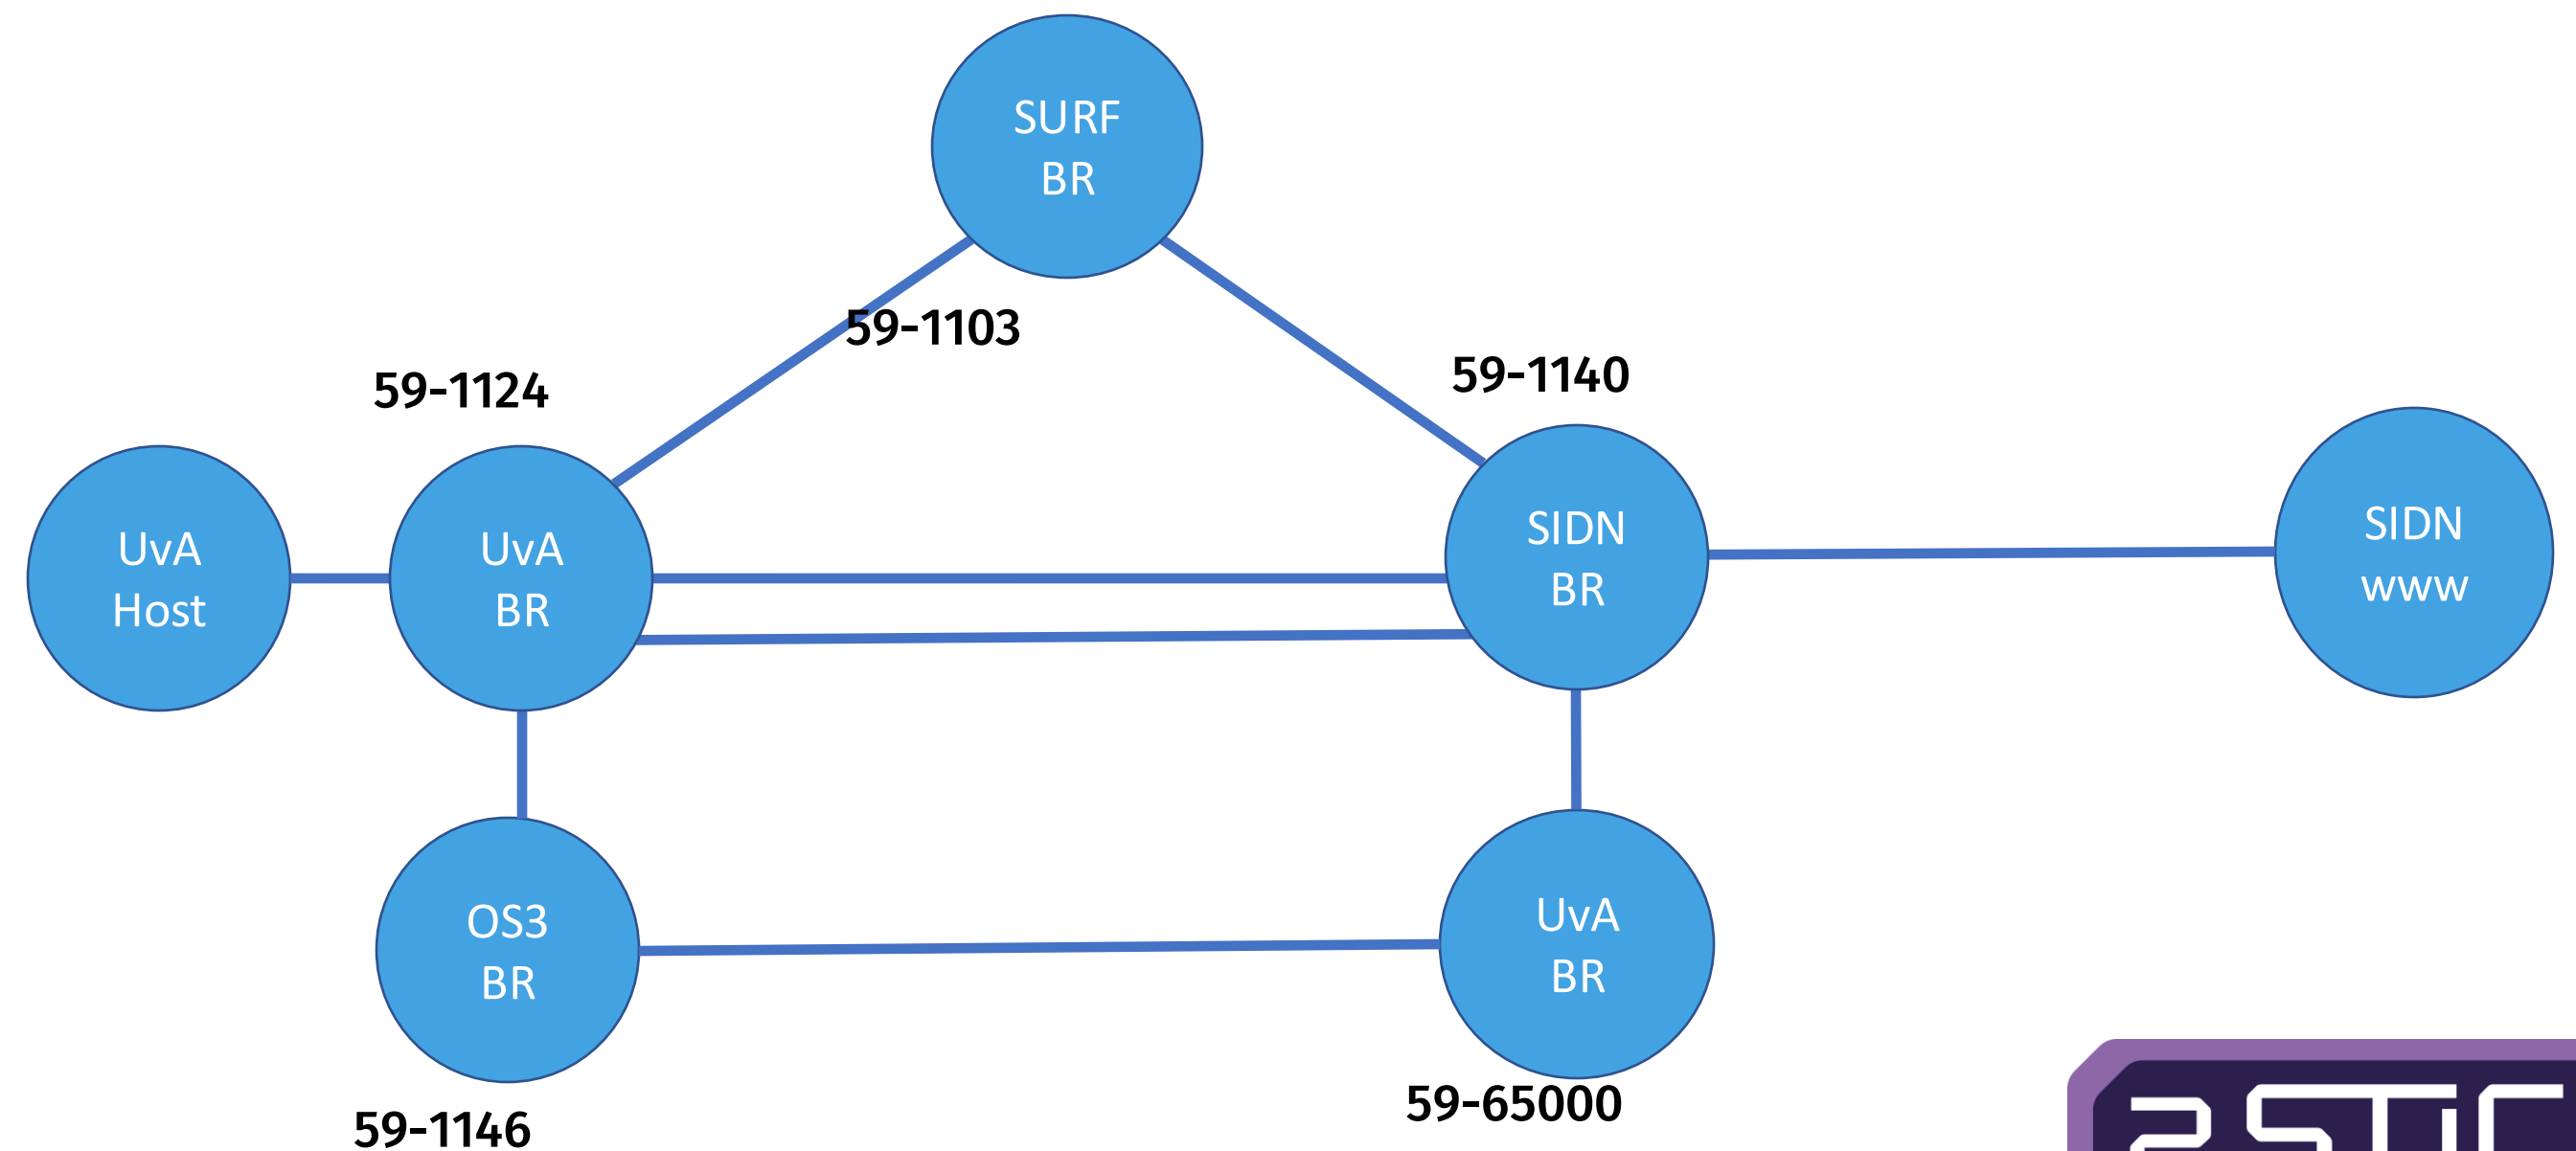 SURF
BR
59-1103
59-1124
59-1140
UvA
Host
UvA
BR
SIDN
BR
SIDN
www
OS3
BR
UvA
BR
59-1146
59-65000
2STiC